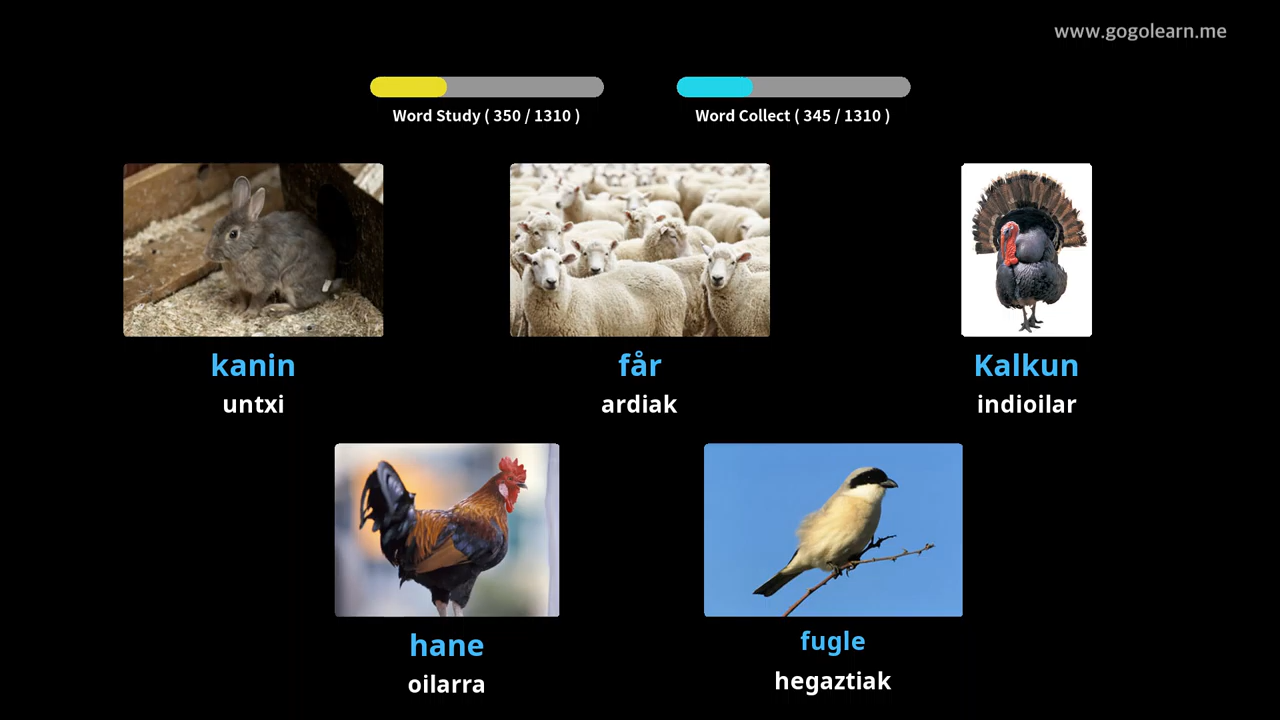 www.gogolearn.me
Word Study ( 350 / 1310 )
Word Collect ( 345 / 1310 )
kanin
untxi
får
ardiak
Kalkun
indioilar
hane
oilarra
fugle
hegaztiak